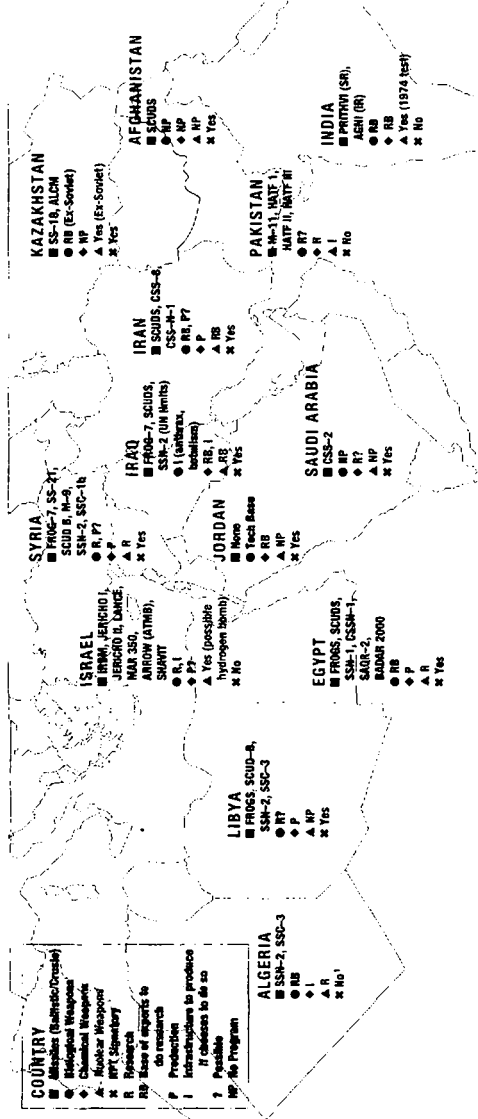 COUNTRY
■ Missiles (Ballistic/Cruise)
● Biological Weapons
◆ Chemical Weapons
▲ Nuclear Weapons
✖ NPT Signatory
R Research
RB Base of experts to
do research
P Production
I Infrastructure to produce
if chooses to do so
? Possible
NP No Program
ALGERIA
■ SSN-2, SSC-3
● RB
◆ I
▲ R
✖ No¹
LIBYA
■ FROGS, SCUD-B,
SSN-2, SSC-3
● R?
◆ P
▲ NP
✖ Yes
EGYPT
■ FROGS, SCUDS,
SSN-1, CSSN-1,
SAQR-2,
BADAR 2000
● RB
◆ P
▲ R
✖ Yes
ISRAEL
■ JERICHO I,
JERICHO II, LANCE,
MAR 350,
ARROW (ATMB),
SHAVIT
● R, I
◆ P?
▲ Yes (possible
hydrogen bomb)
✖ No
SYRIA
■ FROG-7, SS-21,
SCUD B, M-9,
SSN-2, SSC-1b
● R, P?
◆ P
▲ R
✖ Yes
JORDAN
■ None
● Tech Base
◆ RB
▲ NP
✖ Yes
IRAQ
■ FROG-7, SCUDS,
SSN-2 (UN limits)
● I (anthrax,
botulism)
◆ RB, I
▲ RB
✖ Yes
SAUDI ARABIA
■ CSS-2
● NP
◆ R?
▲ NP
✖ Yes
IRAN
■ SCUDS, CSS-8,
CSS-N-1
● RB, P?
◆ P
▲ RB
✖ Yes
KAZAKHSTAN
■ SS-18, ALCM
● RB (Ex-Soviet)
◆ NP
▲ Yes (Ex-Soviet)
✖ Yes
AFGHANISTAN
■ SCUDS
● NP
◆ NP
▲ NP
✖ Yes
PAKISTAN
■ M-11, HATF 1,
HATF II, HATF III
● R?
◆ R
▲ I
✖ No
INDIA
■ PRITHVI (SR),
AGNI (IR)
● RB
◆ RB
▲ Yes (1974 test)
✖ No